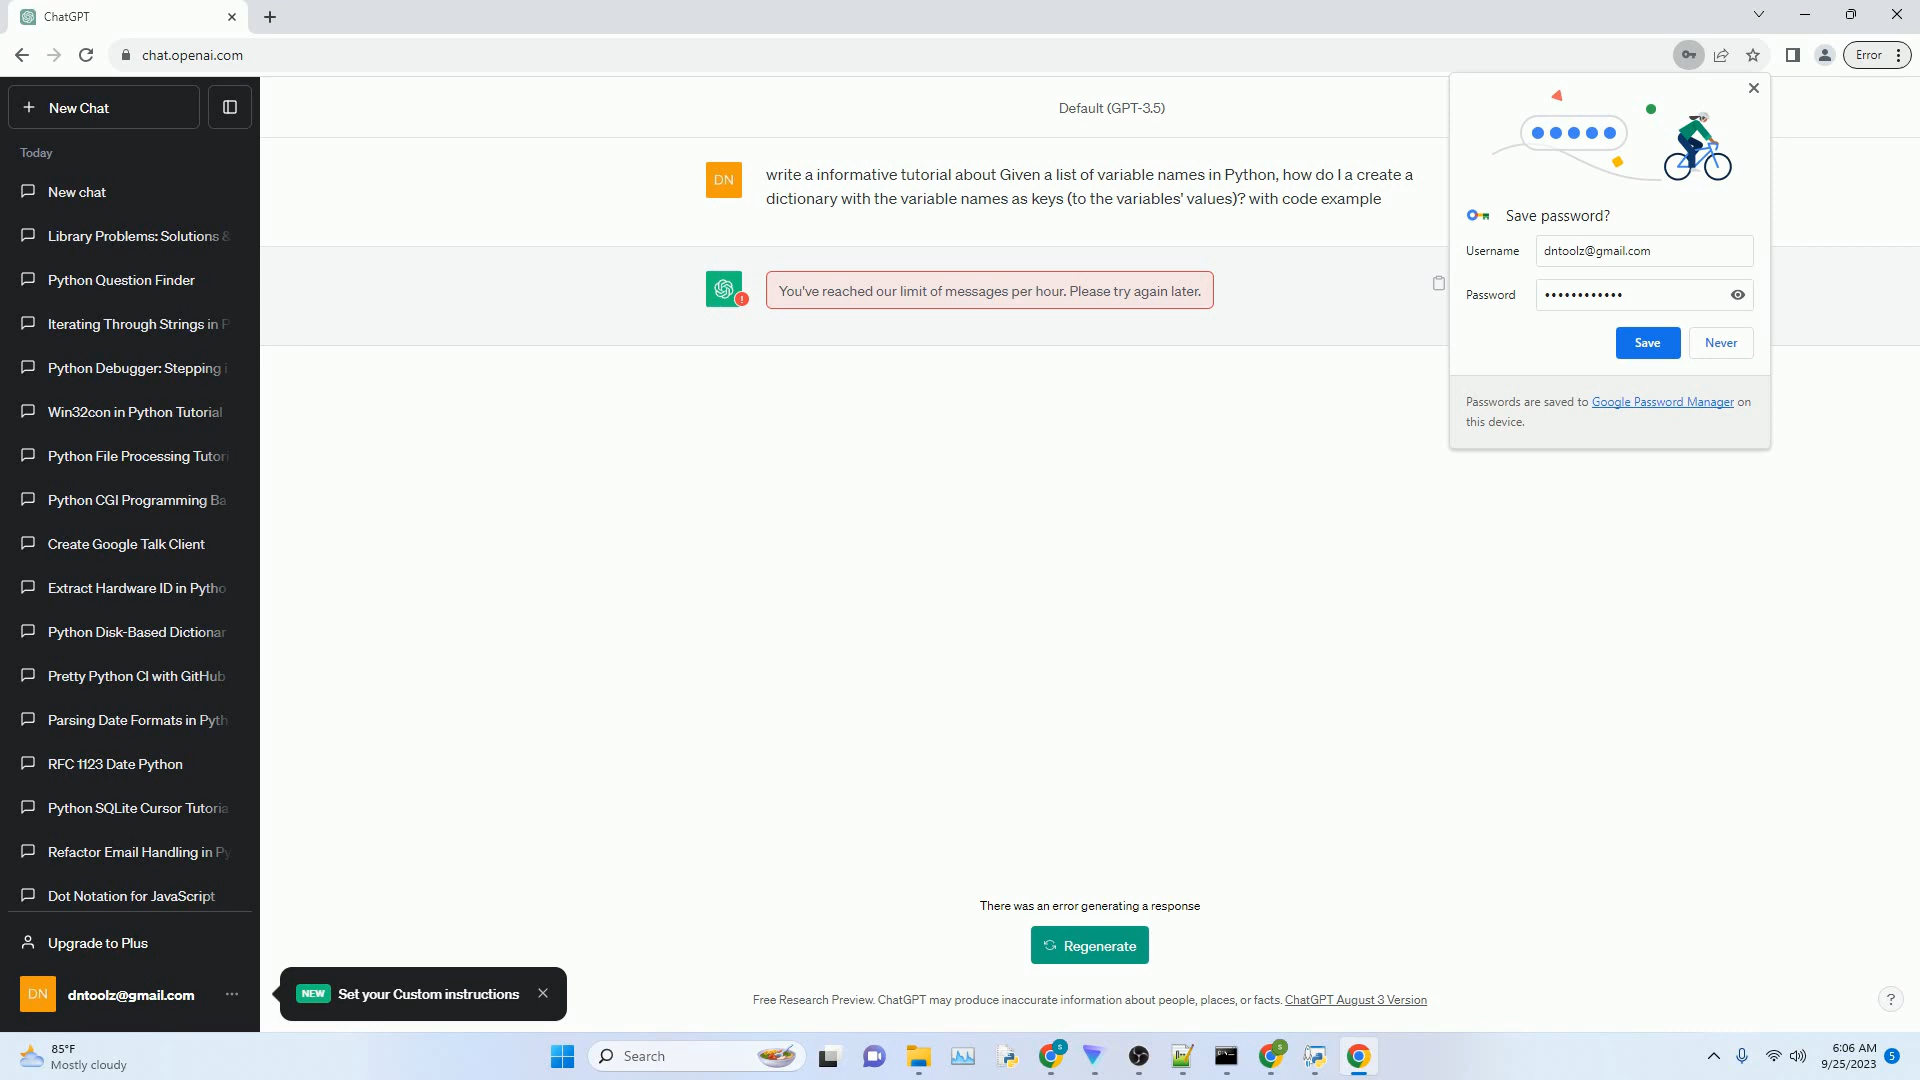 ChatGPT
chat.openai.com
Error
New Chat
Today
New chat
Library Problems: Solutions &
Python Question Finder
Iterating Through Strings in P
Python Debugger: Stepping i
Win32con in Python Tutorial
Python File Processing Tutori
Python CGI Programming Ba
Create Google Talk Client
Extract Hardware ID in Pytho
Python Disk-Based Dictionar
Pretty Python CI with GitHub
Parsing Date Formats in Pyth
RFC 1123 Date Python
Python SQLite Cursor Tutoria
Refactor Email Handling in Py
Dot Notation for JavaScript
Upgrade to Plus
DN dntoolz@gmail.com
Default (GPT-3.5)
DN
write a informative tutorial about Given a list of variable names in Python, how do I a create a
dictionary with the variable names as keys (to the variables' values)? with code example
You've reached our limit of messages per hour. Please try again later.
Save password?
Username dntoolz@gmail.com
Password ••••••••••••
Save Never
Passwords are saved to Google Password Manager on
this device.
There was an error generating a response
Regenerate
NEW Set your Custom instructions
Free Research Preview. ChatGPT may produce inaccurate information about people, places, or facts. ChatGPT August 3 Version
?
85°F
Mostly cloudy
Search
S
S
6:06 AM
9/25/2023
5